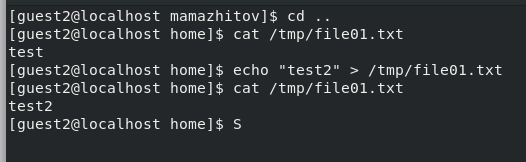 [guest2@localhost mamazhitov]$ cd ..
[guest2@localhost home]$ cat /tmp/file01.txt
test
[guest2@localhost home]$ echo "test2" > /tmp/file01.txt
[guest2@localhost home]$ cat /tmp/file01.txt
test2
[guest2@localhost home]$ S